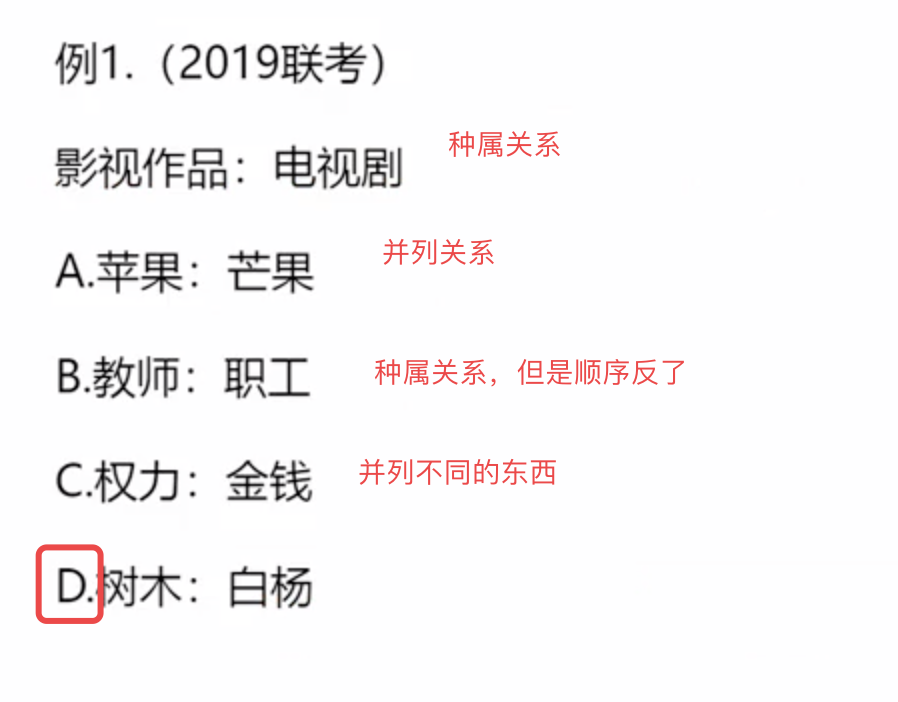 例1.（2019联考）
影视作品：电视剧 种属关系
A.苹果：芒果 并列关系
B.教师：职工 种属关系，但是顺序反了
C.权力：金钱 并列不同的东西
D.树木：白杨